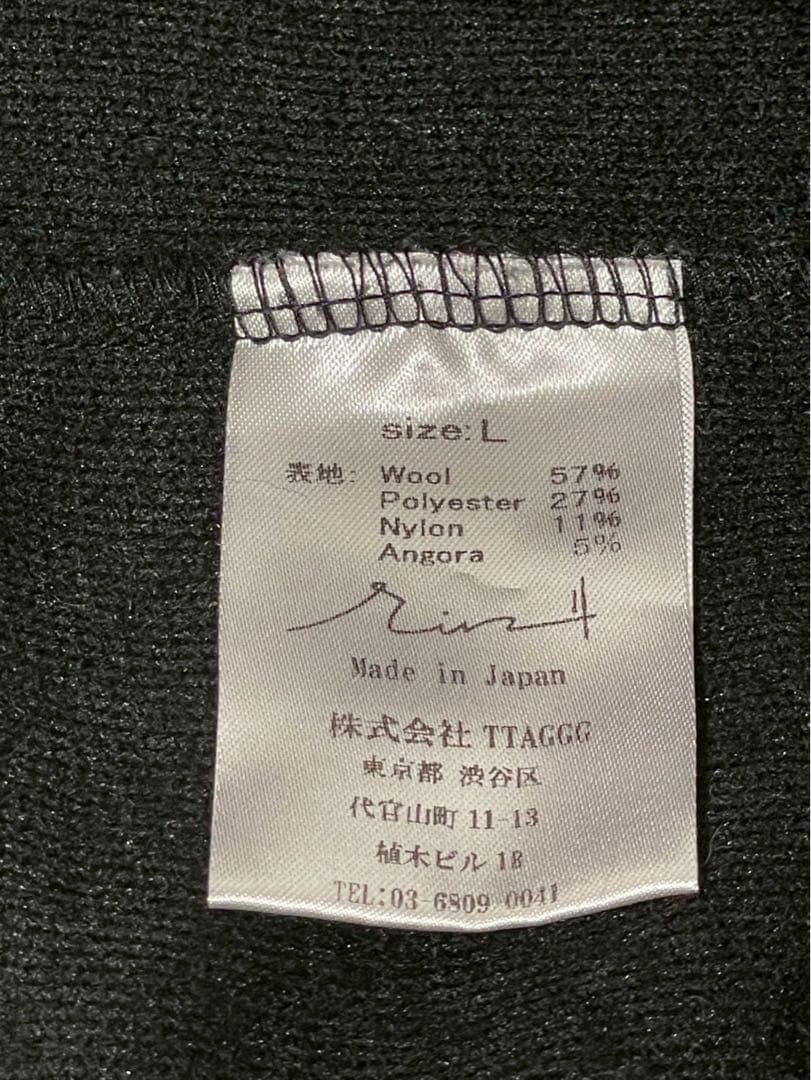 size: L
表地: Wool 57%
Polyester 27%
Nylon 11%
Angora 5%
Made in Japan
株式会社 TTAGGG
東京都 渋谷区
代官山町 11-13
植木ビル 1B
TEL:03-6809-0041